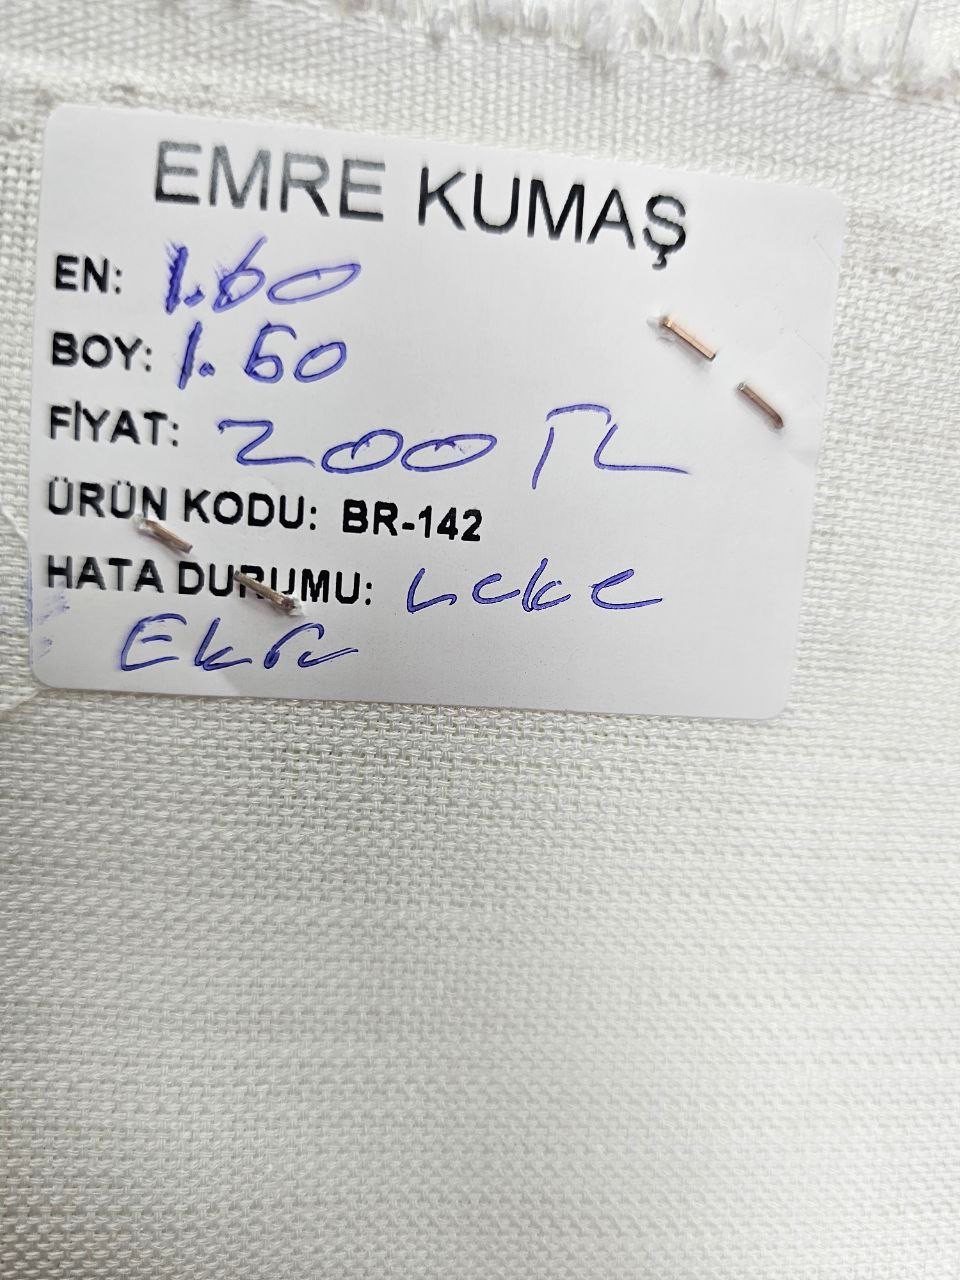 EMRE KUMAŞ
EN: 1.60
BOY: 1.60
FİYAT: 200 TL
ÜRÜN KODU: BR-142
HATA DURUMU: Leke
Ekru